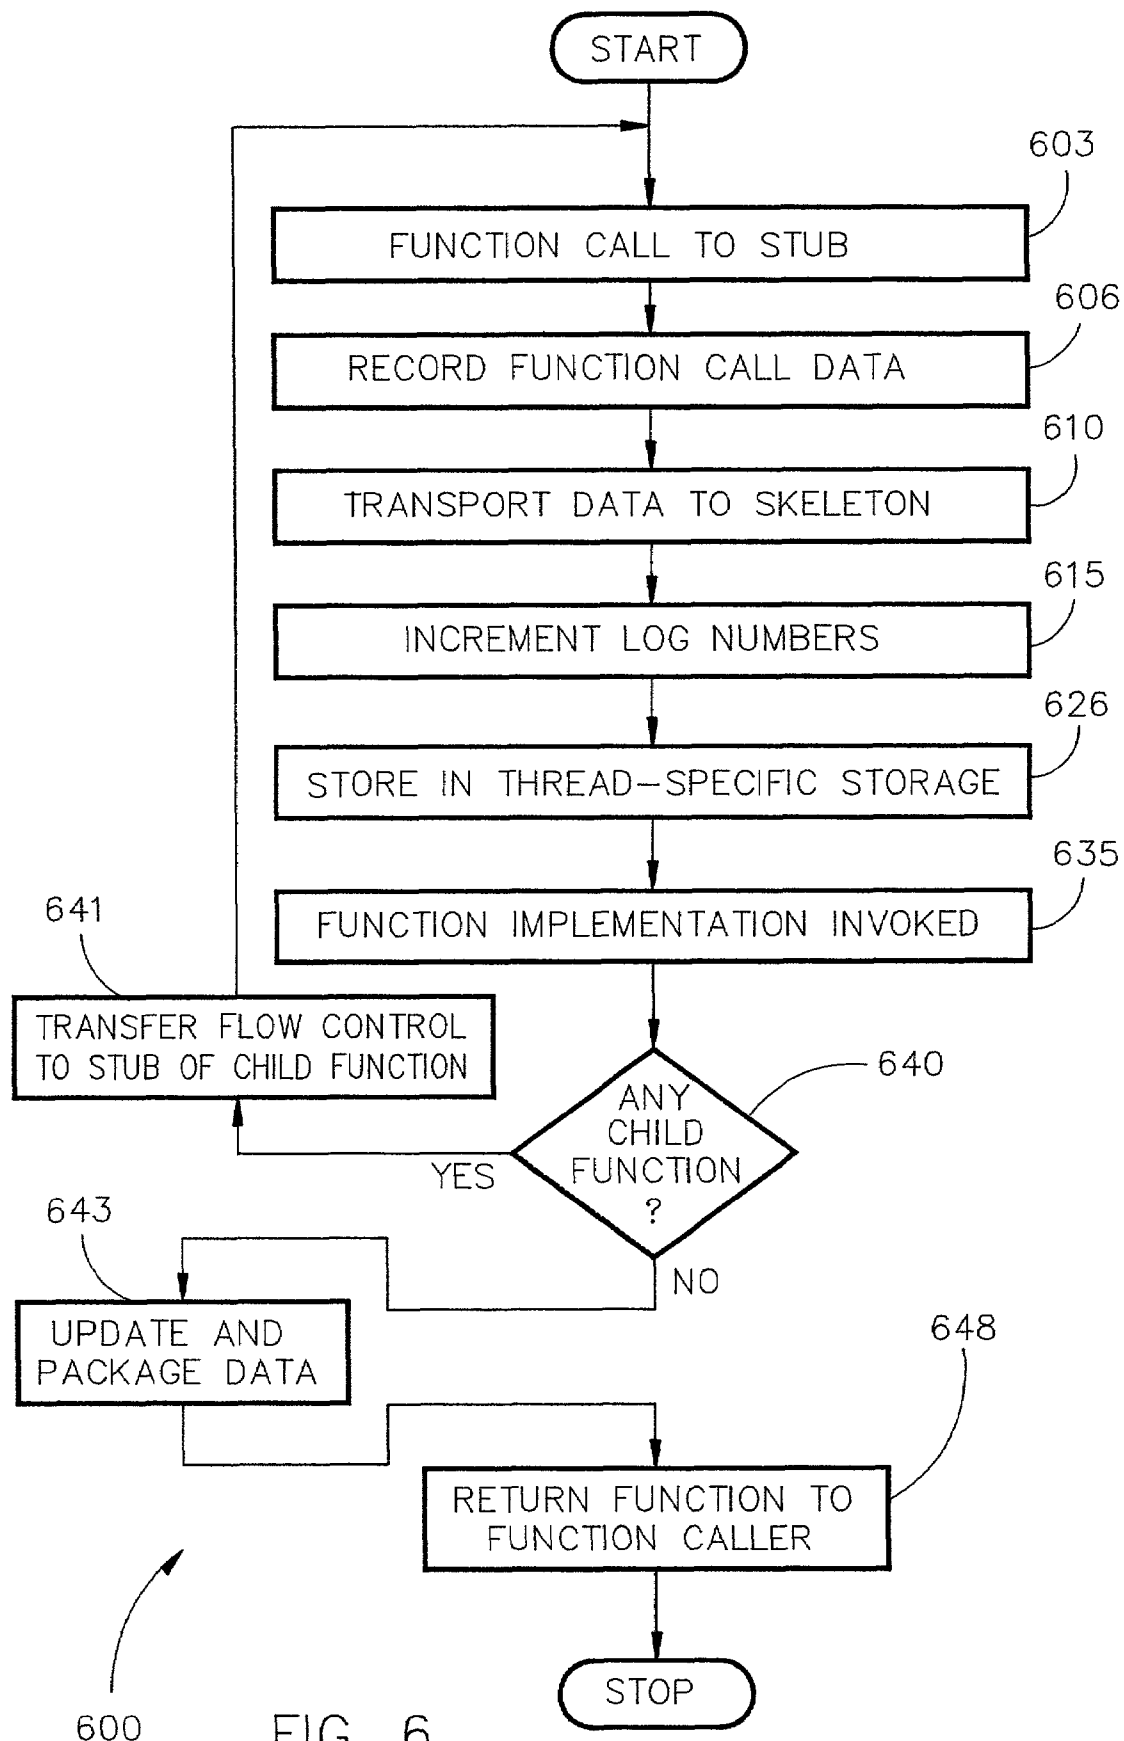 START
603
FUNCTION CALL TO STUB
606
RECORD FUNCTION CALL DATA
610
TRANSPORT DATA TO SKELETON
615
INCREMENT LOG NUMBERS
626
STORE IN THREAD-SPECIFIC STORAGE
635
FUNCTION IMPLEMENTATION INVOKED
641
TRANSFER FLOW CONTROL
TO STUB OF CHILD FUNCTION
640
ANY
CHILD
FUNCTION
?
YES
NO
643
UPDATE AND
PACKAGE DATA
648
RETURN FUNCTION TO
FUNCTION CALLER
STOP
600
FIG. 6